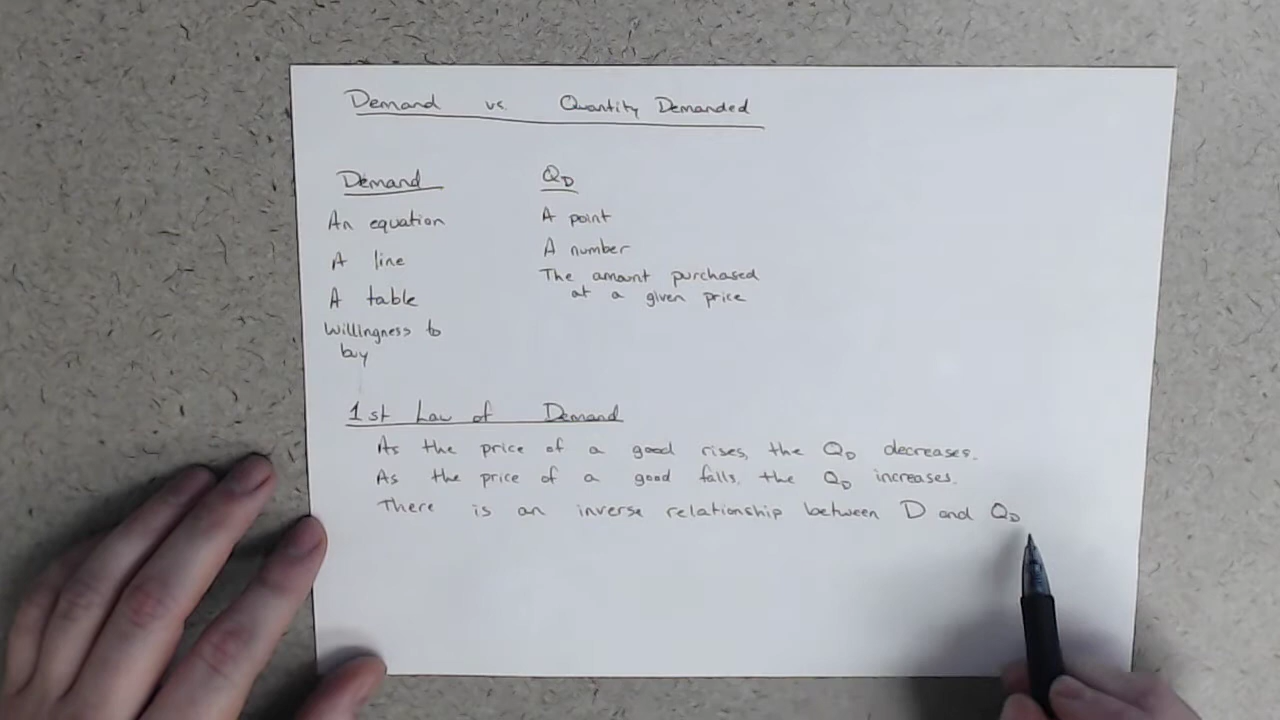 Demand vs. Quantity Demanded
Demand
An equation
A line
A table
Willingness to
buy
QD
A point
A number
The amount purchased
at a given price
1st Law of Demand
As the price of a good rises, the QD decreases.
As the price of a good falls, the QD increases.
There is an inverse relationship between D and QD